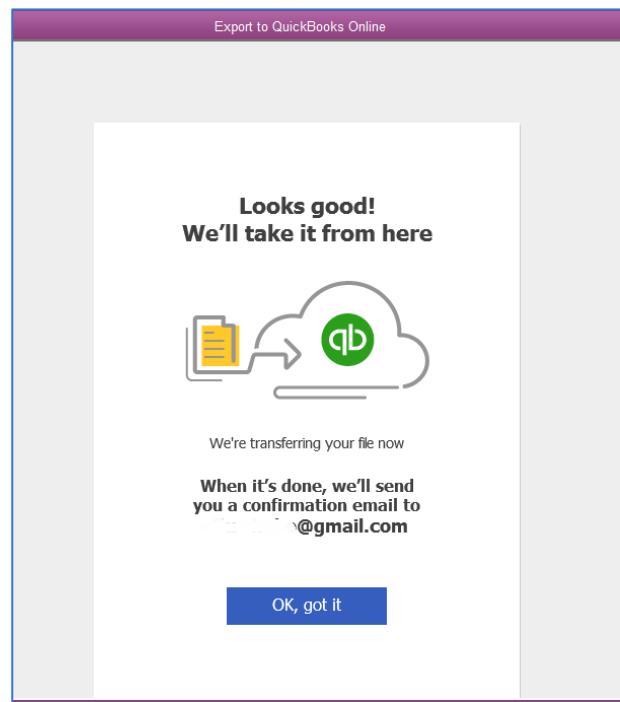 Export to QuickBooks Online
Looks good!
We'll take it from here
qb
We're transferring your file now
When it's done, we'll send
you a confirmation email to
@gmail.com
OK, got it